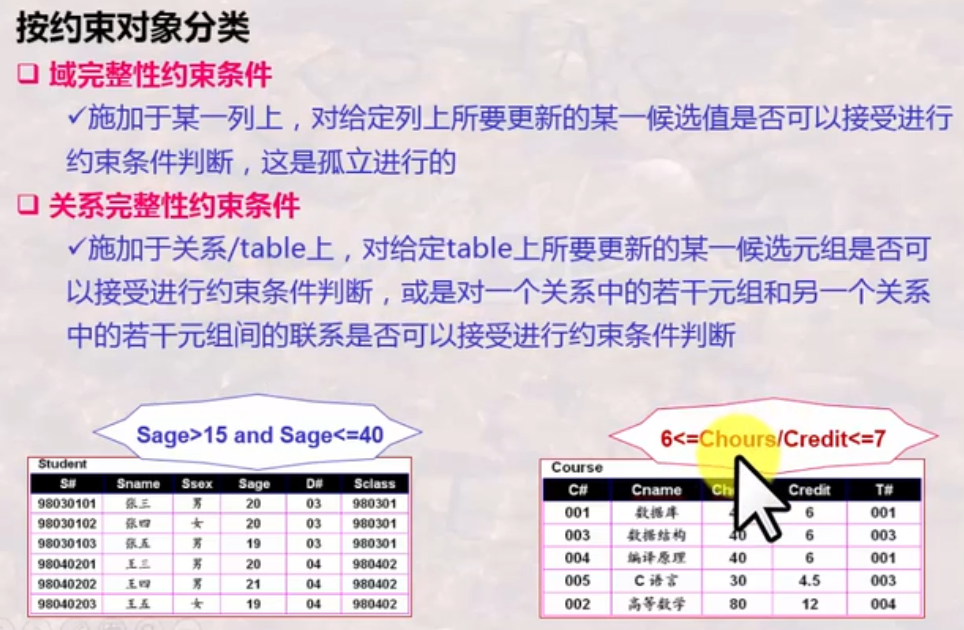 按约束对象分类
❑ 域完整性约束条件
✓施加于某一列上，对给定列上所要更新的某一候选值是否可以接受进行
约束条件判断，这是孤立进行的
❑ 关系完整性约束条件
✓施加于关系/table上，对给定table上所要更新的某一候选元组是否可
以接受进行约束条件判断，或是对一个关系中的若干元组和另一个关系
中的若干元组间的联系是否可以接受进行约束条件判断
Sage>15 and Sage<=40
Student
S# Sname Ssex Sage D# Sclass
98030101 张三 男 20 03 980301
98030102 张四 女 20 03 980301
98030103 张五 男 19 03 980301
98040201 王三 男 20 04 980402
98040202 王四 男 21 04 980402
98040203 王五 女 19 04 980402
6<=Chours/Credit<=7
Course
C# Cname Credit T#
001 数据库 6 001
003 数据结构 40 6 003
004 编译原理 40 6 001
005 C 语言 30 4.5 003
002 高等数学 80 12 004